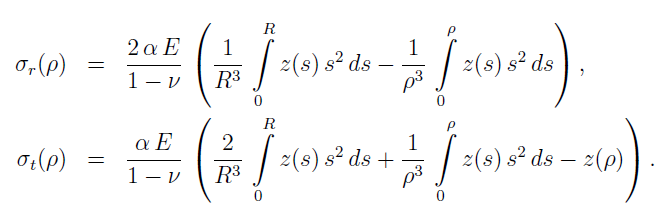 σ_r(ρ) = \frac{2 α E}{1 − ν} \left( \frac{1}{R^3} \int_0^R z(s) s^2 ds − \frac{1}{ρ^3} \int_0^ρ z(s) s^2 ds \right),
σ_t(ρ) = \frac{α E}{1 − ν} \left( \frac{2}{R^3} \int_0^R z(s) s^2 ds + \frac{1}{ρ^3} \int_0^ρ z(s) s^2 ds − z(ρ) \right).